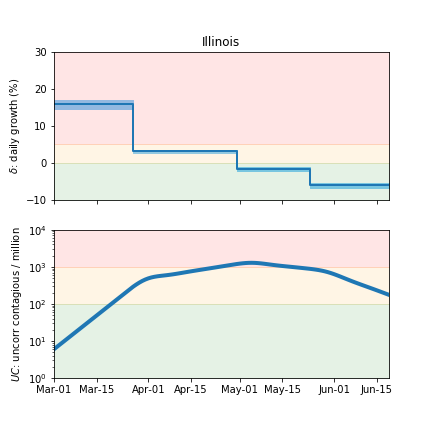 Illinois
δ: daily growth (%)
30
20
10
0
−10
UC: uncorr contagious / million
10⁴
10³
10²
10¹
10⁰
Mar-01 Mar-15 Apr-01 Apr-15 May-01 May-15 Jun-01 Jun-15